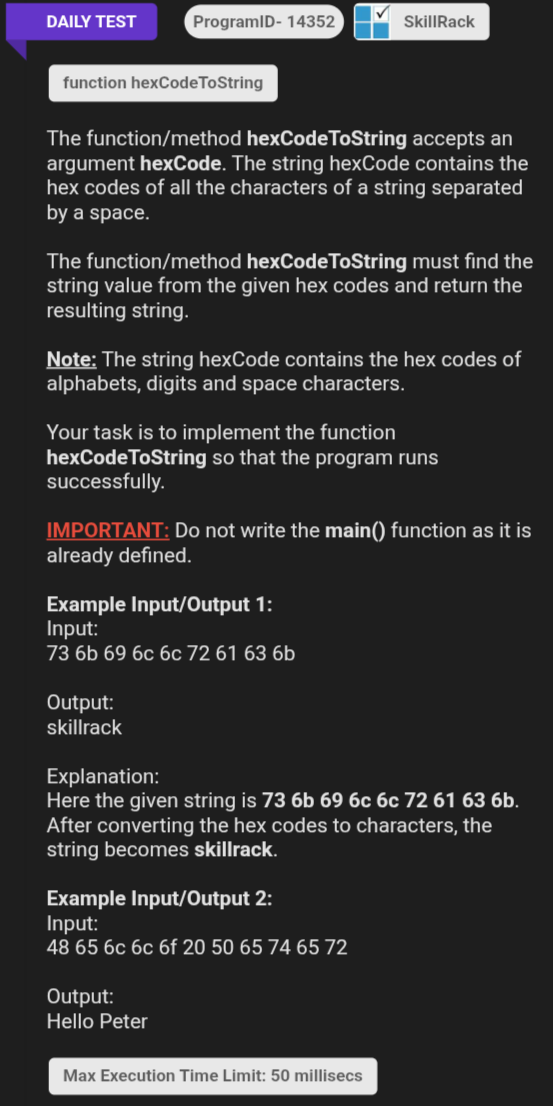 DAILY TEST
ProgramID- 14352
SkillRack
function hexCodeToString
The function/method hexCodeToString accepts an
argument hexCode. The string hexCode contains the
hex codes of all the characters of a string separated
by a space.
The function/method hexCodeToString must find the
string value from the given hex codes and return the
resulting string.
Note: The string hexCode contains the hex codes of
alphabets, digits and space characters.
Your task is to implement the function
hexCodeToString so that the program runs
successfully.
IMPORTANT: Do not write the main() function as it is
already defined.
Example Input/Output 1:
Input:
73 6b 69 6c 6c 72 61 63 6b
Output:
skillrack
Explanation:
Here the given string is 73 6b 69 6c 6c 72 61 63 6b.
After converting the hex codes to characters, the
string becomes skillrack.
Example Input/Output 2:
Input:
48 65 6c 6c 6f 20 50 65 74 65 72
Output:
Hello Peter
Max Execution Time Limit: 50 millisecs